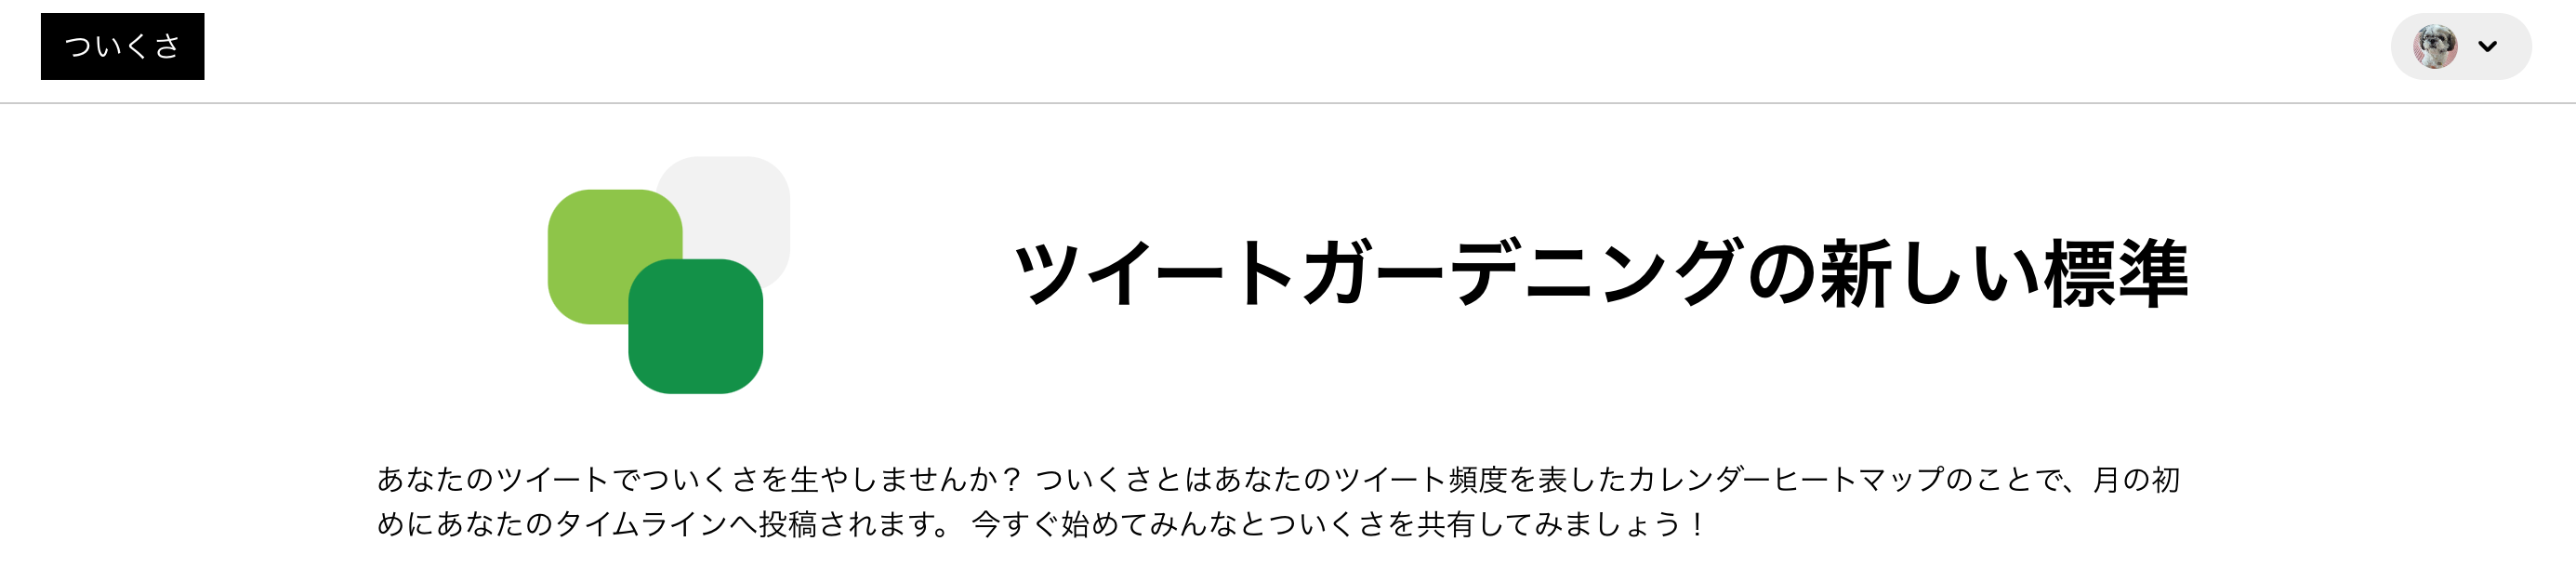 ついくさ
ツイートガーデニングの新しい標準
あなたのツイートでついくさを生やしませんか？ ついくさとはあなたのツイート頻度を表したカレンダーヒートマップのことで、月の初
めにあなたのタイムラインへ投稿されます。 今すぐ始めてみんなとついくさを共有してみましょう！